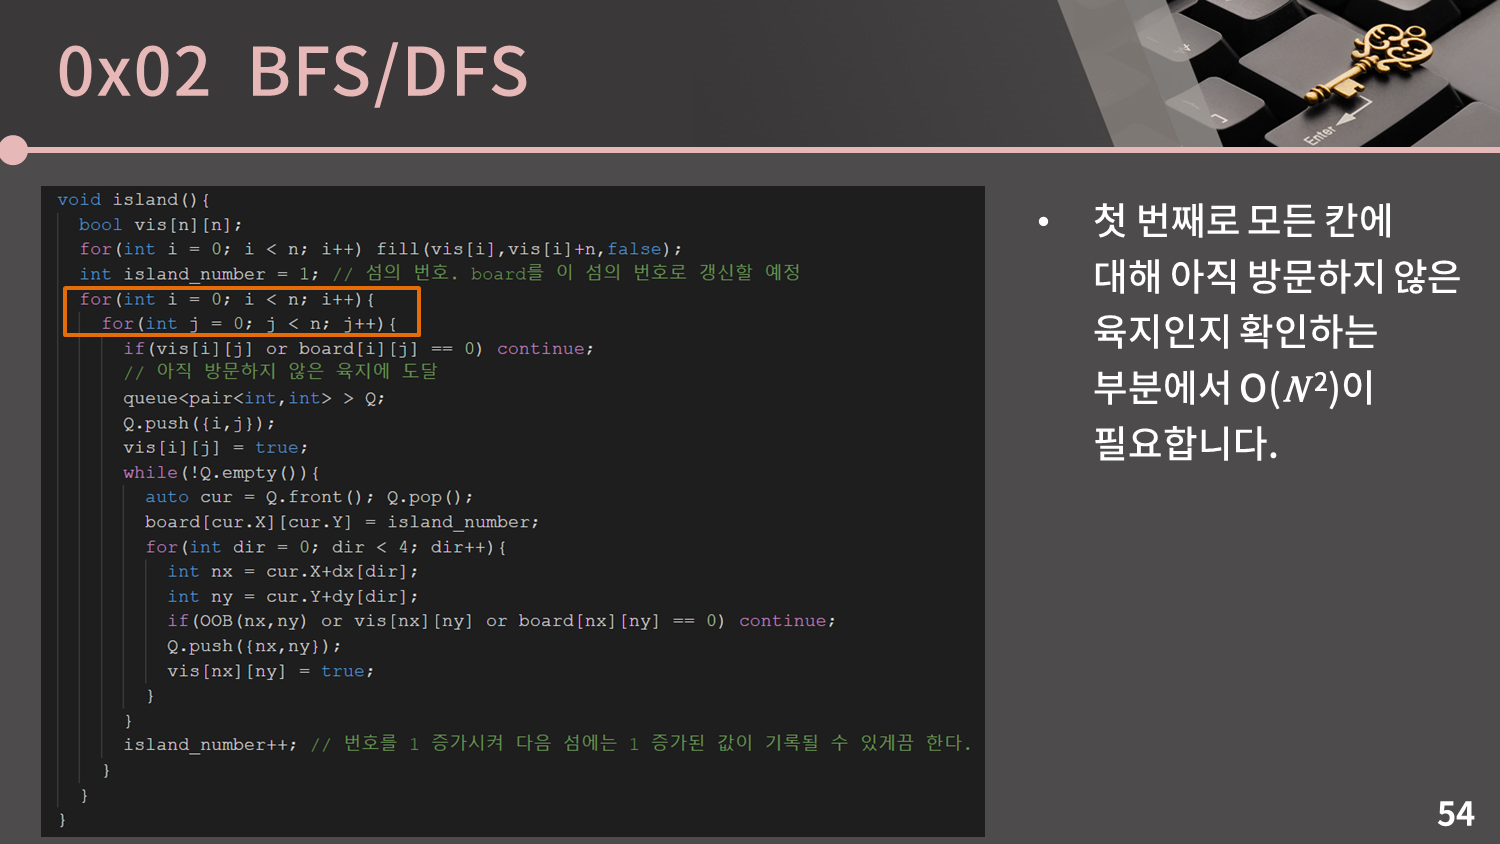 0x02 BFS/DFS
Enter
void island(){
bool vis[n][n];
for(int i = 0; i < n; i++) fill(vis[i],vis[i]+n,false);
int island_number = 1; // 섬의 번호. board를 이 섬의 번호로 갱신할 예정
for(int i = 0; i < n; i++){
for(int j = 0; j < n; j++){
if(vis[i][j] or board[i][j] == 0) continue;
// 아직 방문하지 않은 육지에 도달
queue<pair<int,int> > Q;
Q.push({i,j});
vis[i][j] = true;
while(!Q.empty()){
auto cur = Q.front(); Q.pop();
board[cur.X][cur.Y] = island_number;
for(int dir = 0; dir < 4; dir++){
int nx = cur.X+dx[dir];
int ny = cur.Y+dy[dir];
if(OOB(nx,ny) or vis[nx][ny] or board[nx][ny] == 0) continue;
Q.push({nx,ny});
vis[nx][ny] = true;
}
}
island_number++; // 번호를 1 증가시켜 다음 섬에는 1 증가된 값이 기록될 수 있게끔 한다.
}
}
}
• 첫 번째로 모든 칸에
대해 아직 방문하지 않은
육지인지 확인하는
부분에서 O(N²)이
필요합니다.
54